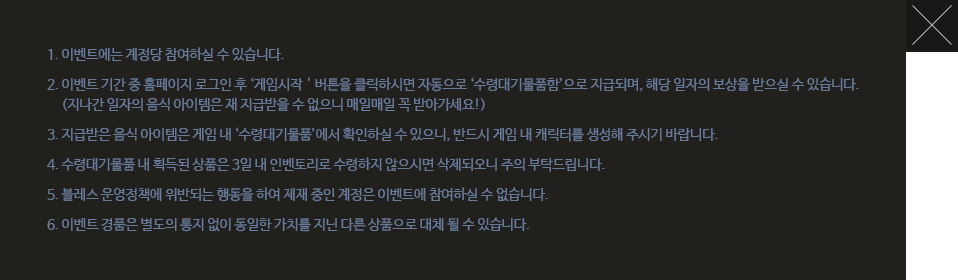 1. 이벤트에는 계정당 참여하실 수 있습니다.
2. 이벤트 기간 중 홈페이지 로그인 후 ‘게임시작 ' 버튼을 클릭하시면 자동으로 ‘수령대기물품함’으로 지급되며, 해당 일자의 보상을 받으실 수 있습니다.
(지나간 일자의 음식 아이템은 재 지급받을 수 없으니 매일매일 꼭 받아가세요!)
3. 지급받은 음식 아이템은 게임 내 ‘수령대기물품’에서 확인하실 수 있으니, 반드시 게임 내 캐릭터를 생성해 주시기 바랍니다.
4. 수령대기물품 내 획득된 상품은 3일 내 인벤토리로 수령하지 않으시면 삭제되오니 주의 부탁드립니다.
5. 블레스 운영정책에 위반되는 행동을 하여 제재 중인 계정은 이벤트에 참여하실 수 없습니다.
6. 이벤트 경품은 별도의 통지 없이 동일한 가치를 지닌 다른 상품으로 대체 될 수 있습니다.